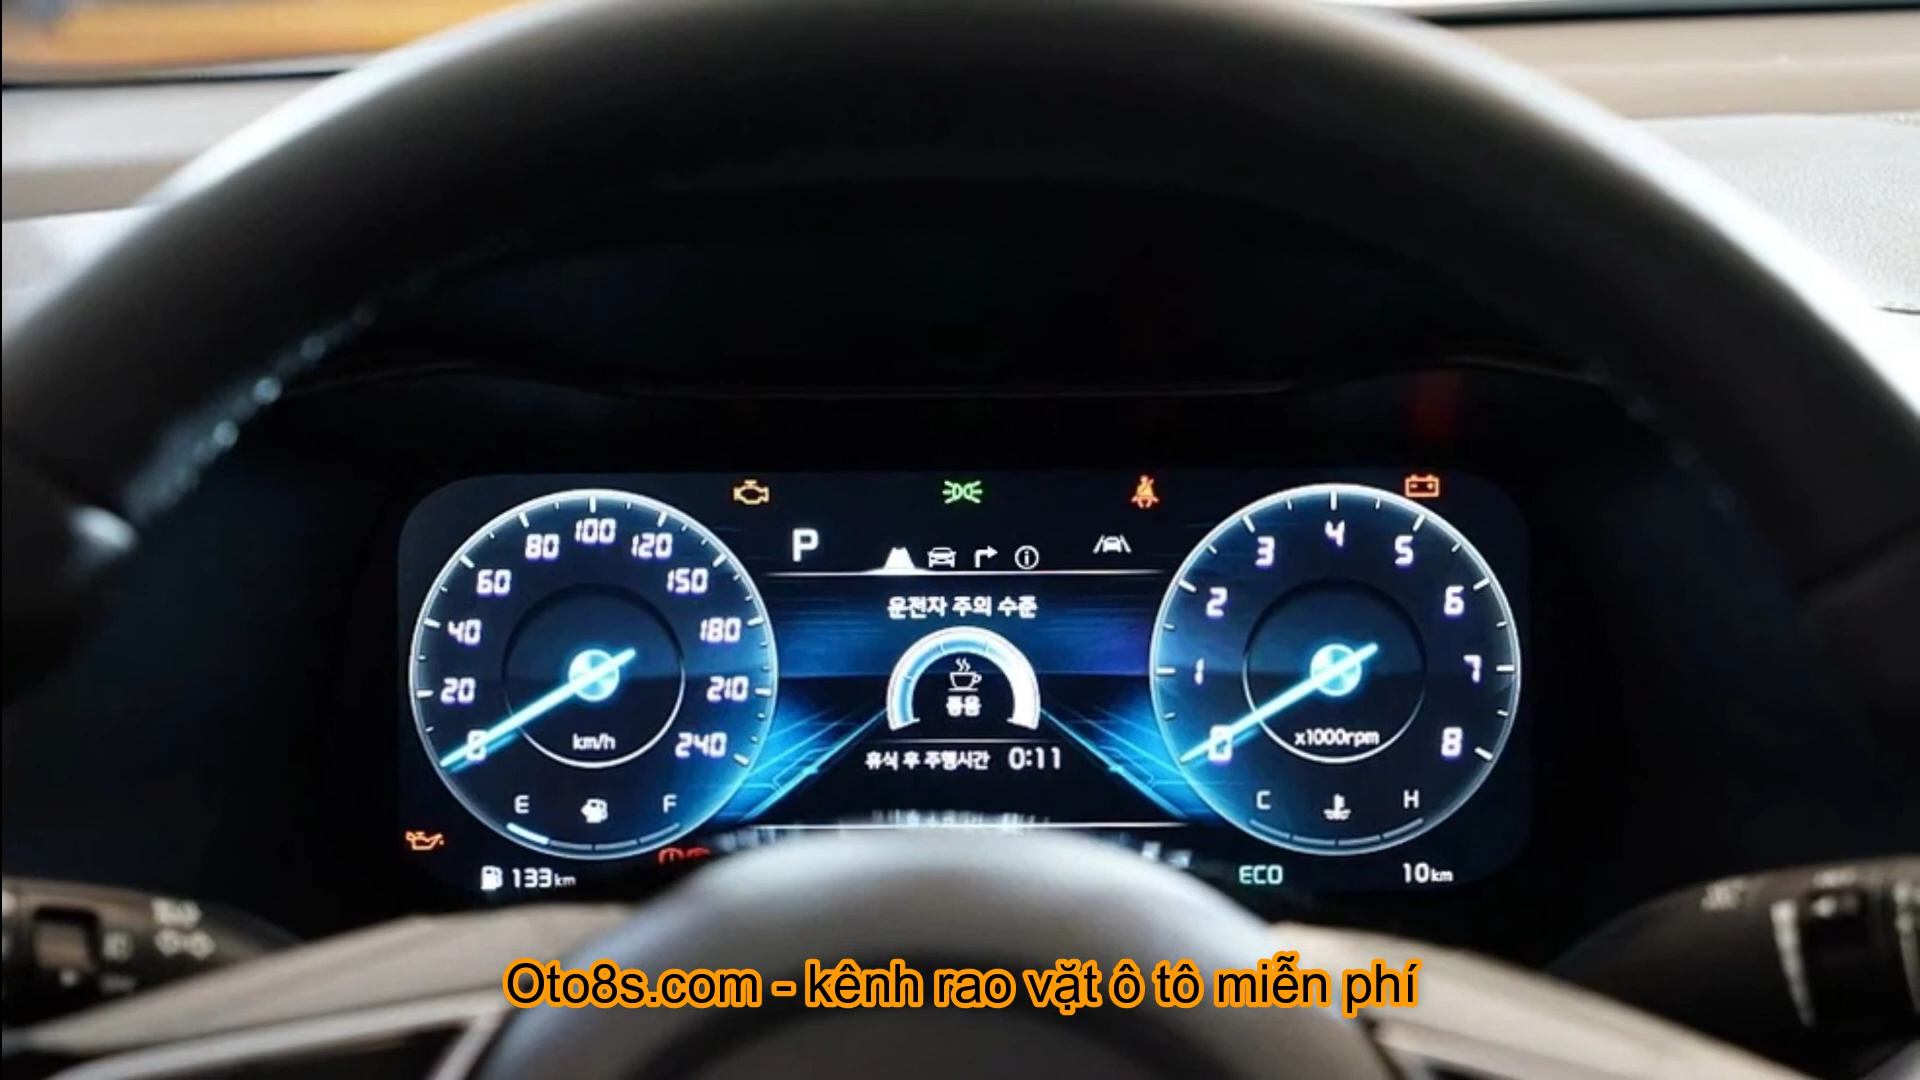 80 100 120
60 150
40 180
20 210
0 240
km/h
E F
133km
P
운전자 주의 수준
휴식 후 주행시간 0:11
3 4 5
2 6
1 7
0 8
x1000rpm
C H
ECO
10km
Oto8s.com - kênh rao vặt ô tô miễn phí